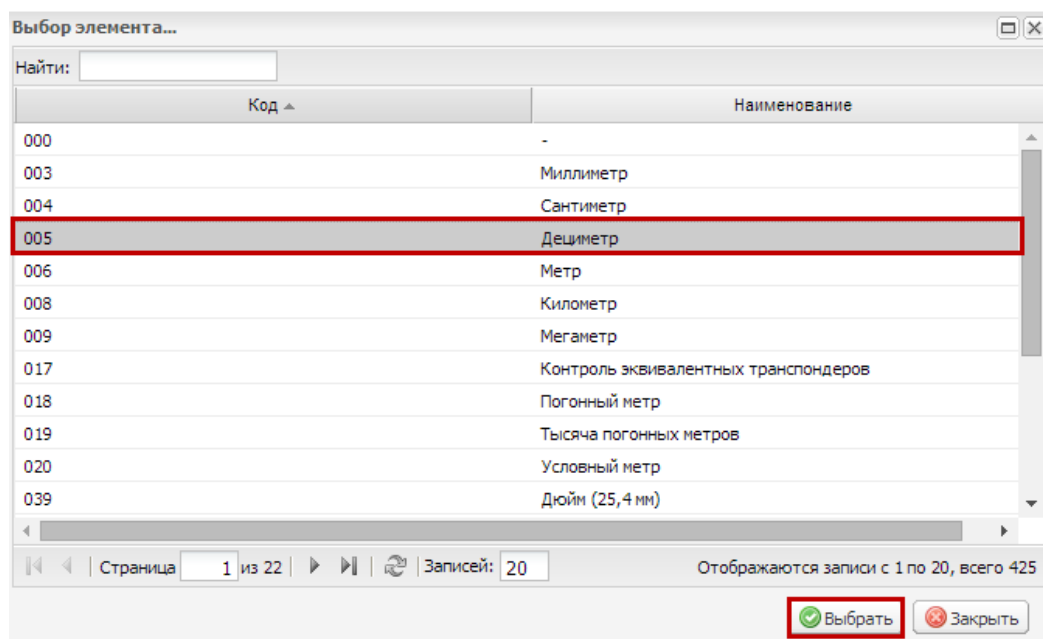 Выбор элемента...
Найти:
Код Наименование
000 -
003 Миллиметр
004 Сантиметр
005 Дециметр
006 Метр
008 Километр
009 Мегаметр
017 Контроль эквивалентных транспондеров
018 Погонный метр
019 Тысяча погонных метров
020 Условный метр
039 Дюйм (25,4 мм)
Страница 1 из 22 Записей: 20 Отображаются записи с 1 по 20, всего 425
Выбрать Закрыть